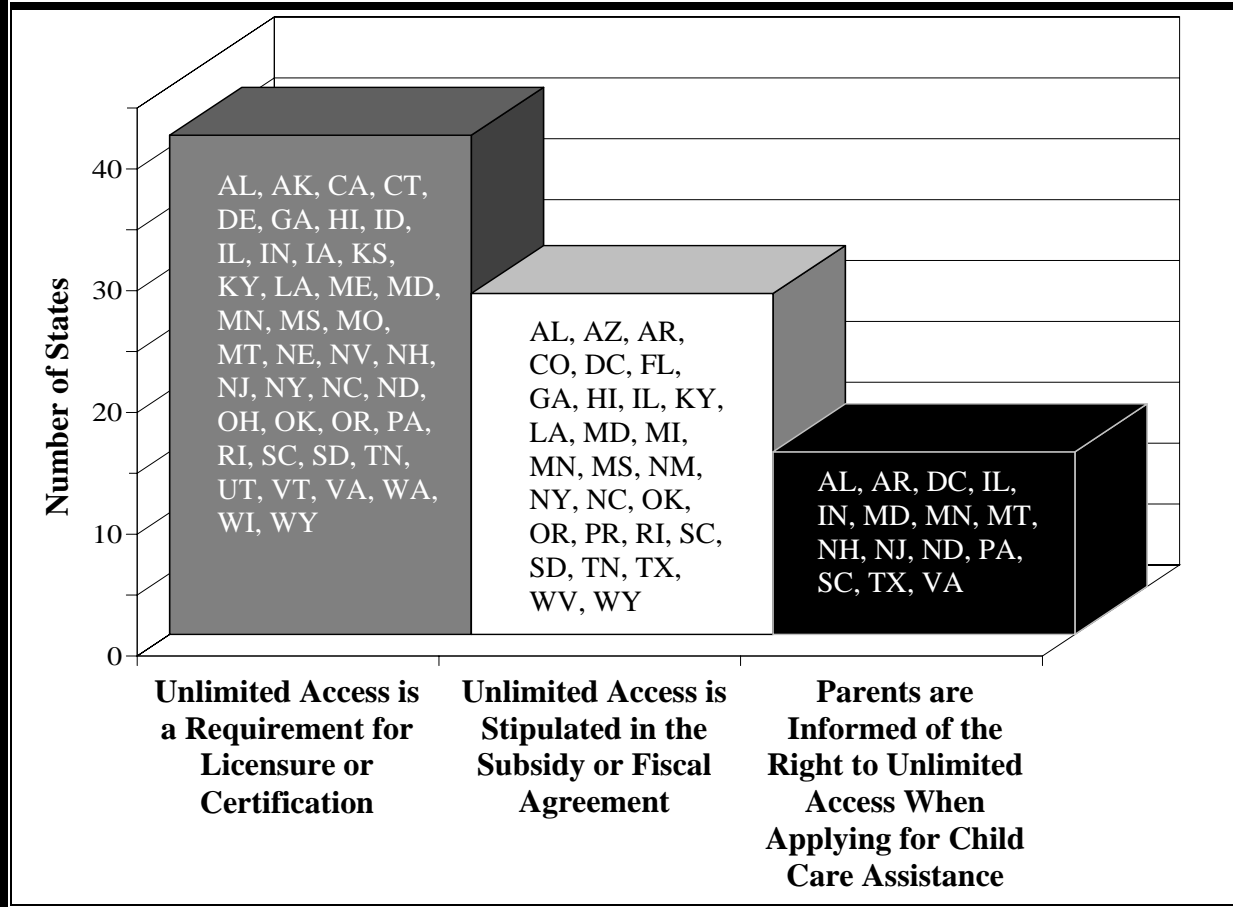 Number of States
40
30
20
10
0
AL, AK, CA, CT,
DE, GA, HI, ID,
IL, IN, IA, KS,
KY, LA, ME, MD,
MN, MS, MO,
MT, NE, NV, NH,
NJ, NY, NC, ND,
OH, OK, OR, PA,
RI, SC, SD, TN,
UT, VT, VA, WA,
WI, WY
AL, AZ, AR,
CO, DC, FL,
GA, HI, IL, KY,
LA, MD, MI,
MN, MS, NM,
NY, NC, OK,
OR, PR, RI, SC,
SD, TN, TX,
WV, WY
AL, AR, DC, IL,
IN, MD, MN, MT,
NH, NJ, ND, PA,
SC, TX, VA
Unlimited Access is
a Requirement for
Licensure or
Certification
Unlimited Access is
Stipulated in the
Subsidy or Fiscal
Agreement
Parents are
Informed of the
Right to Unlimited
Access When
Applying for Child
Care Assistance